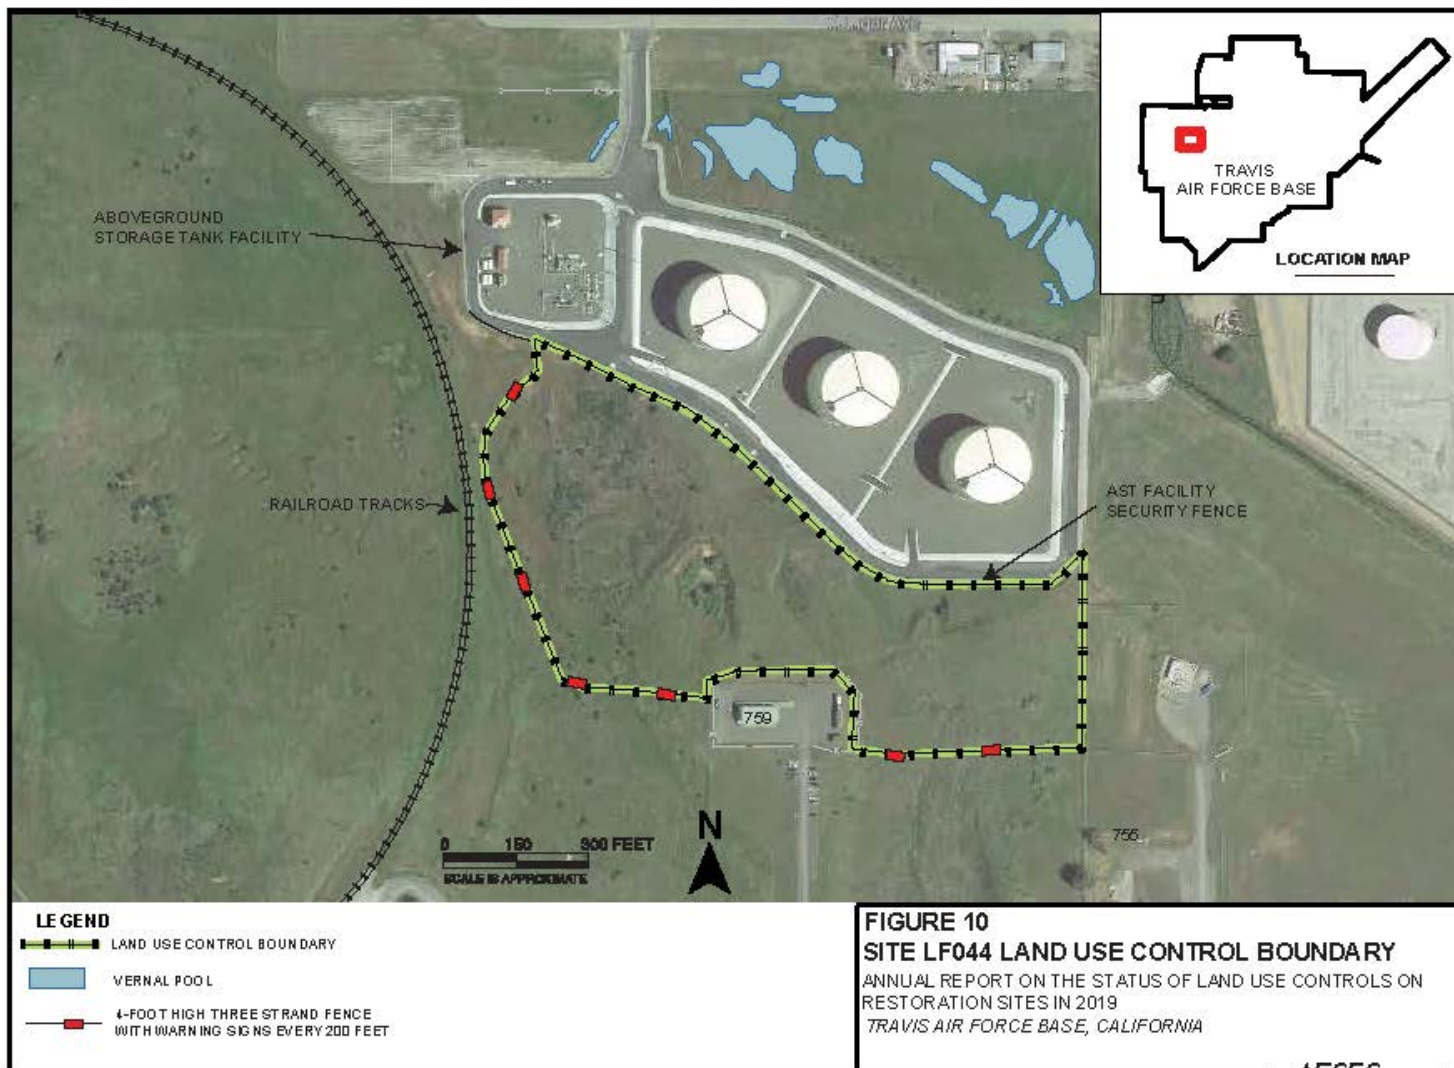 TRAVIS
AIR FORCE BASE
LOCATION MAP
ABOVEGROUND
STORAGE TANK FACILITY
RAILROAD TRACKS
AST FACILITY
SECURITY FENCE
759
755
N
0 150 300 FEET
SCALE IS APPROXIMATE
LEGEND
LAND USE CONTROL BOUNDARY
VERNAL POOL
4-FOOT HIGH THREE STRAND FENCE
WITH WARNING SIGNS EVERY 200 FEET
FIGURE 10
SITE LF044 LAND USE CONTROL BOUNDARY
ANNUAL REPORT ON THE STATUS OF LAND USE CONTROLS ON
RESTORATION SITES IN 2019
TRAVIS AIR FORCE BASE, CALIFORNIA